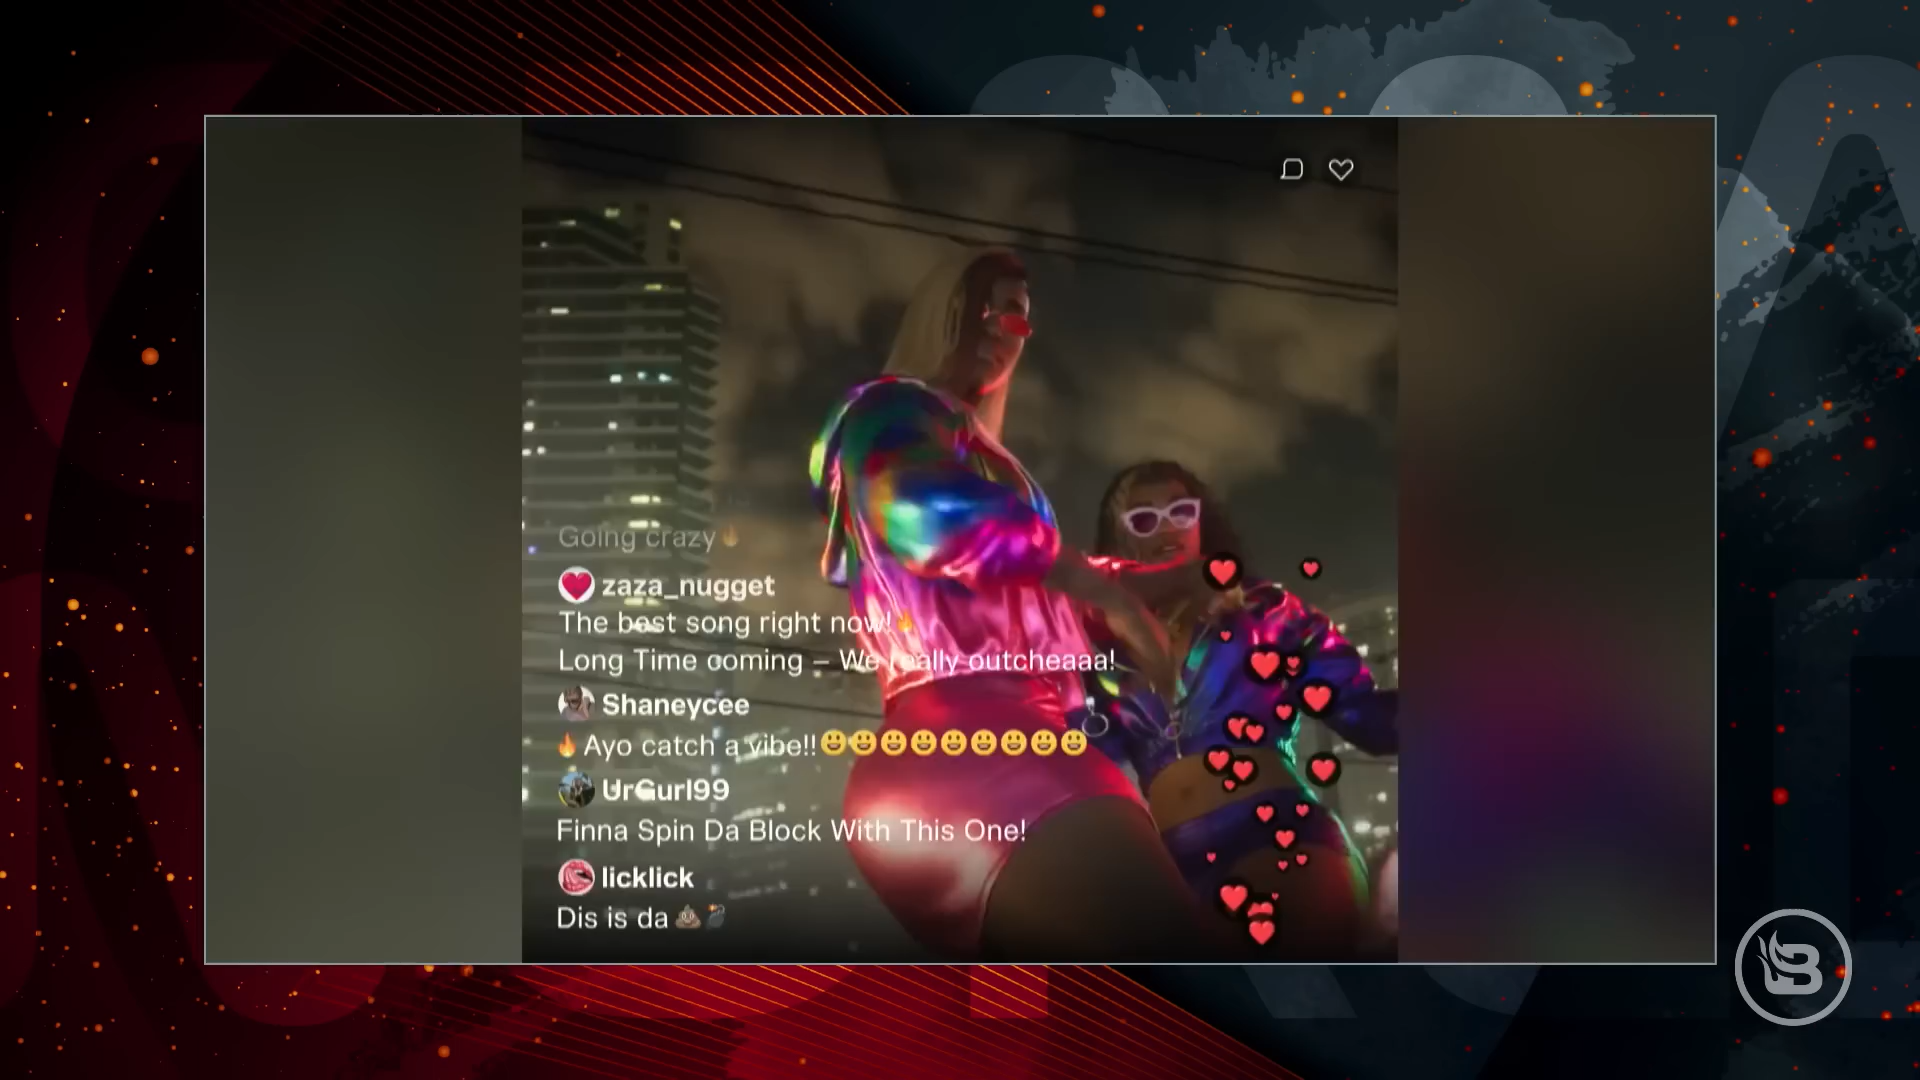 Going crazy🔥
zaza_nugget
The best song right now!🔥
Long Time coming – We really outcheaaa!
Shaneycee
🔥 Ayo catch a vibe!!😀😀😀😀😀😀😀😀😀
UrGurl99
Finna Spin Da Block With This One!
licklick
Dis is da💩💣
B